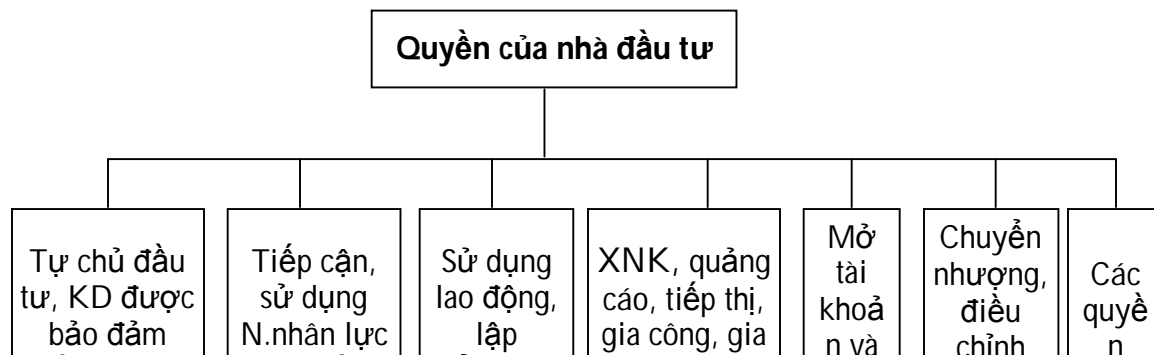 Quyền của nhà đầu tư
Tự chủ đầu
tư, KD được
bảo đảm
Tiếp cận,
sử dụng
N.nhân lực
Sử dụng
lao động,
lập
XNK, quảng
cáo, tiếp thị,
gia công, gia
Mở
tài
khoả
n và
Chuyển
nhượng,
điều
chỉnh
Các
quyề
n